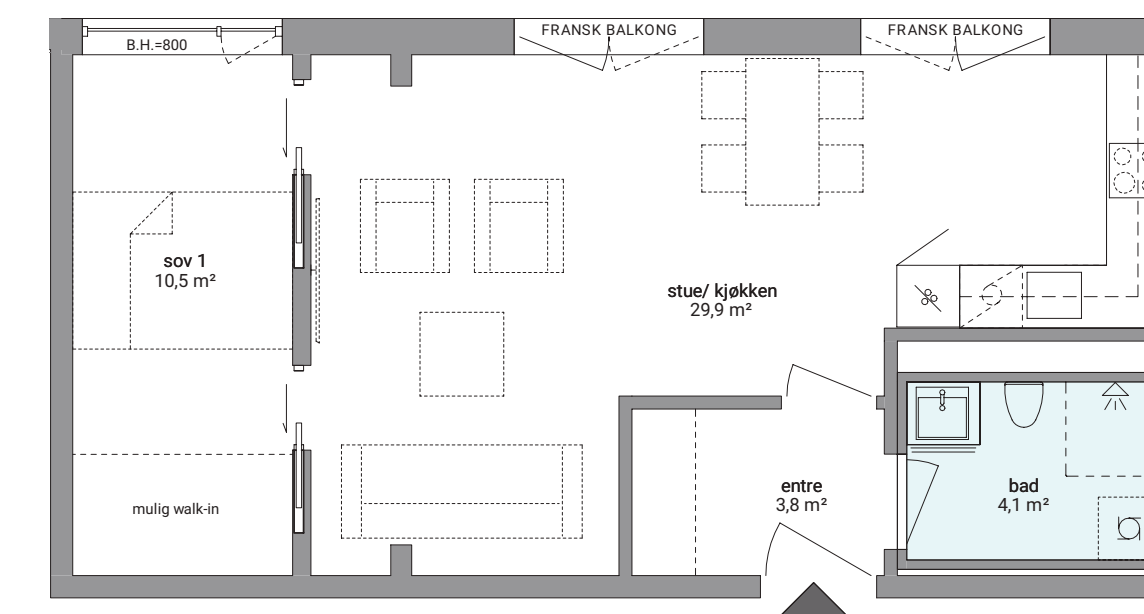 B.H.=800
FRANSK BALKONG
FRANSK BALKONG
sov 1
10,5 m²
stue/ kjøkken
29,9 m²
mulig walk-in
entre
3,8 m²
bad
4,1 m²